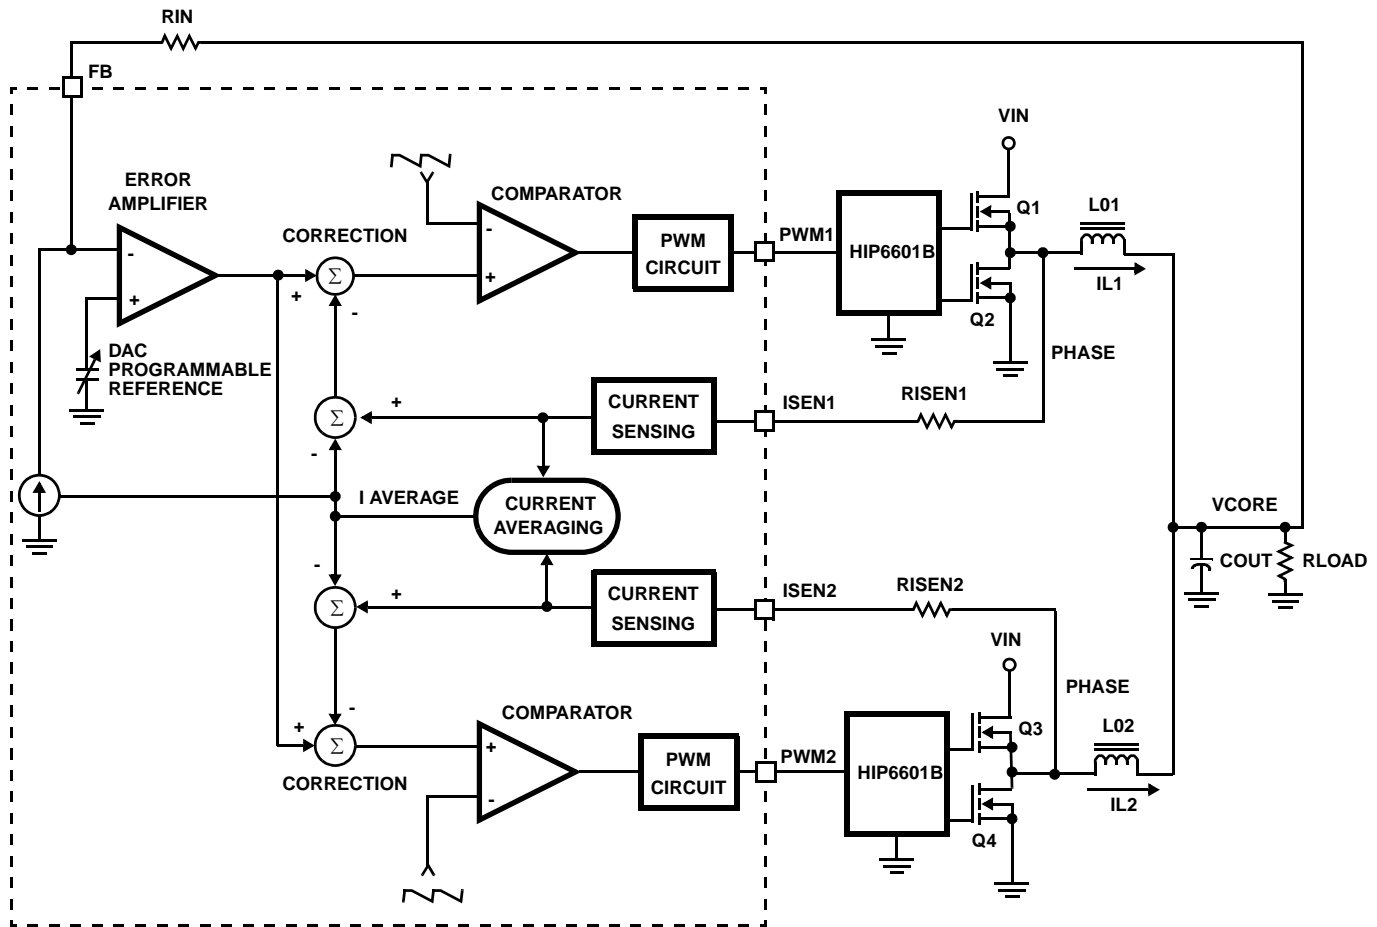 RIN
FB
VIN
ERROR
AMPLIFIER
COMPARATOR
CORRECTION
PWM
CIRCUIT
PWM1
HIP6601B
Q1
Q2
L01
IL1
-
+
Σ
+
-
-
+
DAC
PROGRAMMABLE
REFERENCE
PHASE
Σ
+
-
CURRENT
SENSING
ISEN1
RISEN1
I AVERAGE
CURRENT
AVERAGING
VCORE
COUT
RLOAD
-
Σ
+
CURRENT
SENSING
ISEN2
RISEN2
VIN
PHASE
-
+
Σ
CORRECTION
COMPARATOR
+
-
PWM
CIRCUIT
PWM2
HIP6601B
Q3
Q4
L02
IL2